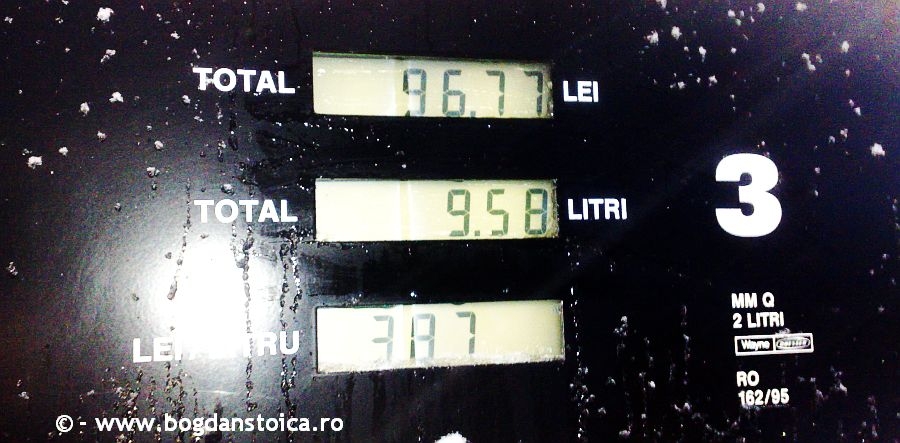 TOTAL 96.77 LEI
TOTAL 9.58 LITRI
3
387
MM Q
2 LITRI
Wayne
RO
162/95
© - www.bogdanstoica.ro